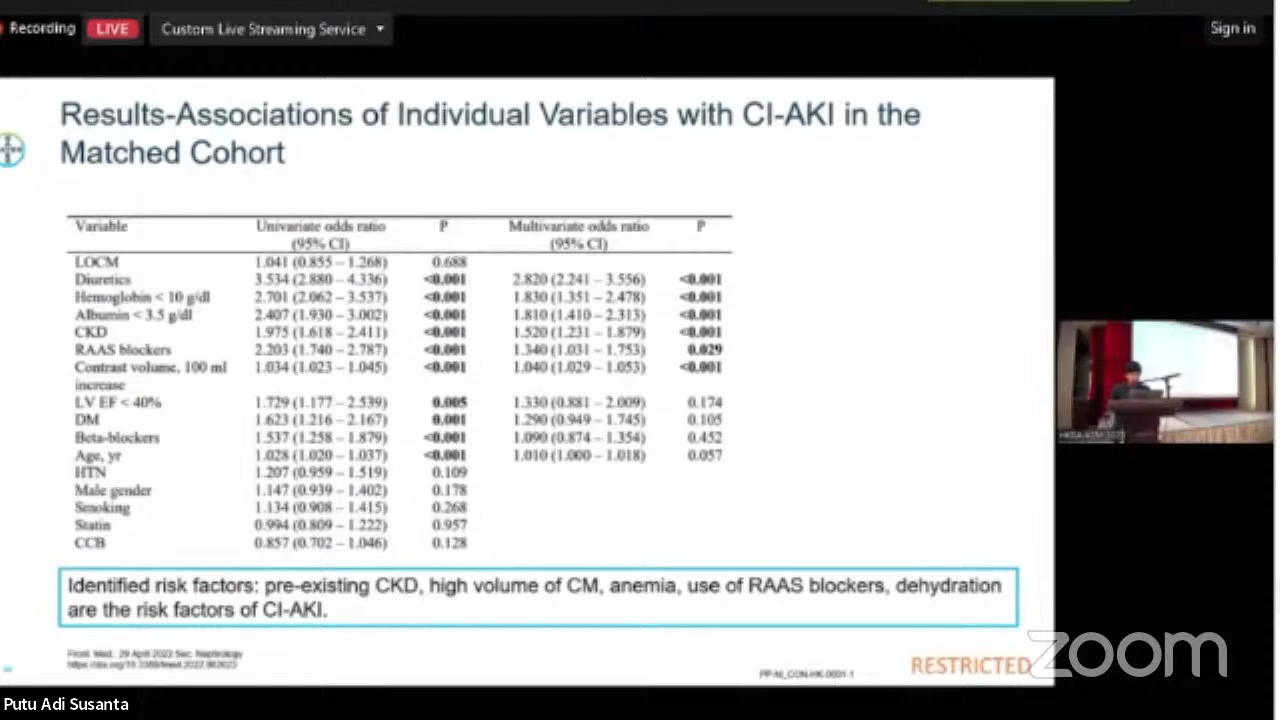 Recording LIVE Custom Live Streaming Service Sign in
Results-Associations of Individual Variables with CI-AKI in the
Matched Cohort
Variable Univariate odds ratio P Multivariate odds ratio P
(95% CI) (95% CI)
LOCM 1.041 (0.855 – 1.268) 0.688
Diuretics 3.534 (2.880 – 4.336) <0.001 2.820 (2.241 – 3.556) <0.001
Hemoglobin < 10 g/dl 2.701 (2.062 – 3.537) <0.001 1.830 (1.351 – 2.478) <0.001
Albumin < 3.5 g/dl 2.407 (1.930 – 3.002) <0.001 1.810 (1.410 – 2.313) <0.001
CKD 1.975 (1.618 – 2.411) <0.001 1.520 (1.231 – 1.879) <0.001
RAAS blockers 2.203 (1.740 – 2.787) <0.001 1.340 (1.031 – 1.753) 0.029
Contrast volume, 100 ml 1.034 (1.023 – 1.045) <0.001 1.040 (1.029 – 1.053) <0.001
increase
LV EF < 40% 1.729 (1.177 – 2.539) 0.005 1.330 (0.881 – 2.009) 0.174
DM 1.623 (1.216 – 2.167) 0.001 1.290 (0.949 – 1.745) 0.105
Beta-blockers 1.537 (1.258 – 1.879) <0.001 1.090 (0.874 – 1.354) 0.452
Age, yr 1.028 (1.020 – 1.037) <0.001 1.010 (1.000 – 1.018) 0.057
HTN 1.207 (0.959 – 1.519) 0.109
Male gender 1.147 (0.939 – 1.402) 0.178
Smoking 1.134 (0.908 – 1.415) 0.268
Statin 0.994 (0.809 – 1.222) 0.957
CCB 0.857 (0.702 – 1.046) 0.128
Identified risk factors: pre-existing CKD, high volume of CM, anemia, use of RAAS blockers, dehydration
are the risk factors of CI-AKI.
Front. Med., 29 April 2022 Sec. Nephrology
RESTRICTED
zoom
Putu Adi Susanta